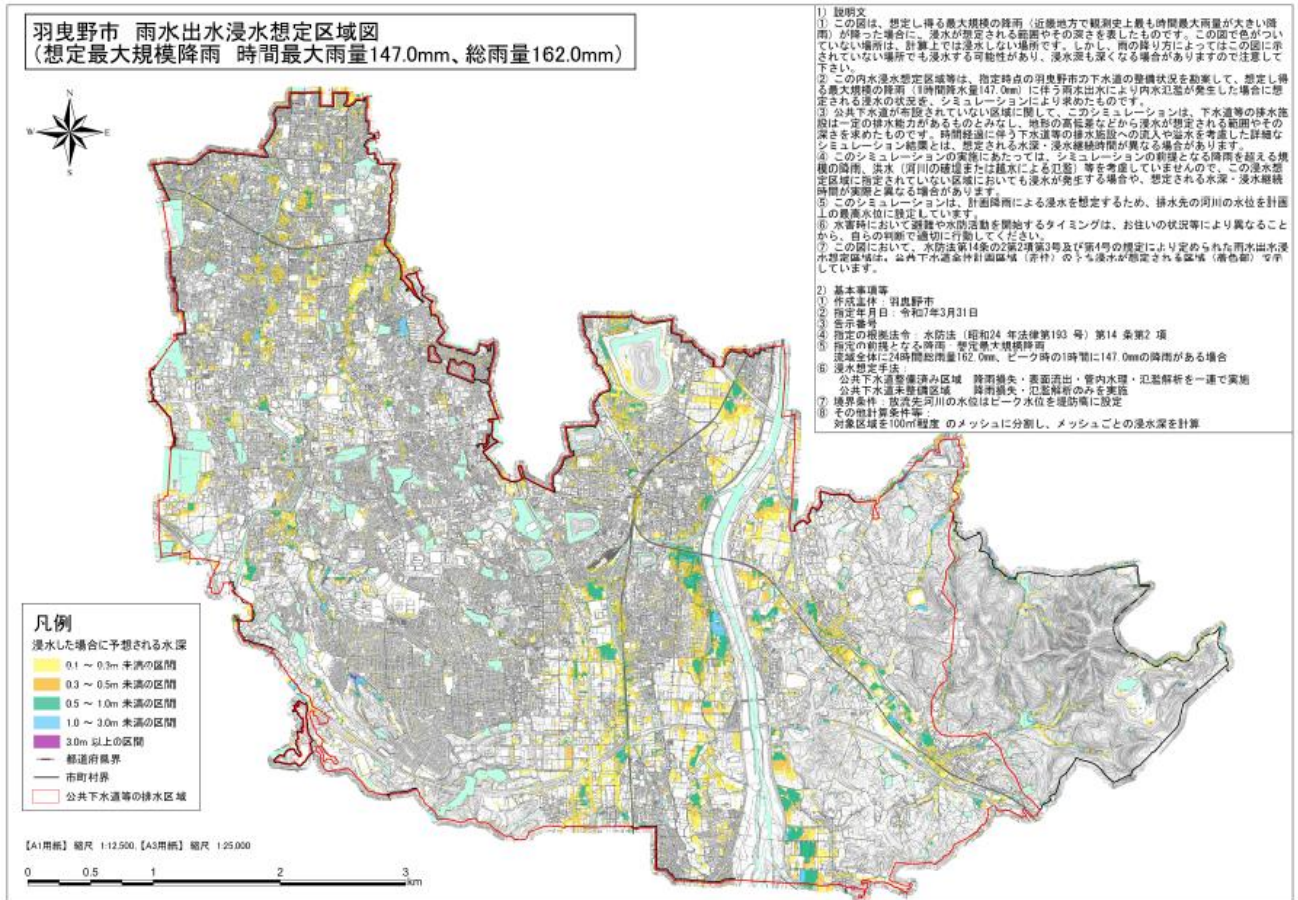 羽曳野市 雨水出水浸水想定区域図
(想定最大規模降雨 時間最大雨量147.0mm、総雨量162.0mm)
N
W
E
S
1) 説明文
① この図は、想定し得る最大規模の降雨(近畿地方で観測史上最も時間最大雨量が大きい降
雨)が降った場合に、浸水が想定される範囲やその深さを表したものです。この図で色がつい
ていない場所は、計算上では浸水しない場所です。しかし、雨の降り方によってはこの図に示
されていない場所でも浸水する可能性があり、浸水深も深くなる場合がありますので注意して
下さい。
② この内水浸水想定区域等は、指定時点の羽曳野市の下水道の整備状況を勘案して、想定し得
る最大規模の降雨(1時間降水量147.0mm)に伴う雨水出水により内水氾濫が発生した場合に想
定される浸水の状況を、シミュレーションにより求めたものです。
③ 公共下水道が布設されていない区域に関して、このシミュレーションは、下水道等の排水施
設は一定の排水能力があるものとみなし、地形の高低差などから浸水が想定される範囲やその
深さを求めたものです。時間経過に伴う下水道等の排水施設への流入や溢水を考慮した詳細な
シミュレーション結果とは、想定される水深・浸水継続時間が異なる場合があります。
④ このシミュレーションの実施にあたっては、シミュレーションの前提となる降雨を超える規
模の降雨、洪水(河川の破堤または越水による氾濫)等を考慮していませんので、この浸水想
定区域に指定されていない区域においても浸水が発生する場合や、想定される水深・浸水継続
時間が実際と異なる場合があります。
⑤ このシミュレーションは、計画降雨による浸水を想定するため、排水先の河川の水位を計画
上の最高水位に設定しています。
⑥ 水害時において避難や水防活動を開始するタイミングは、お住いの状況等により異なること
から、自らの判断で適切に行動してください。
⑦ この図において、水防法第14条の2第2項第3号及び第4号の規定により定められた雨水出水浸
水想定区域は、公共下水道全体計画区域(赤枠)のうち浸水が想定される区域(着色部)で示
しています。
2) 基本事項等
① 作成主体:羽曳野市
② 指定年月日:令和7年3月31日
③ 告示番号
④ 指定の根拠法令:水防法(昭和24 年法律第193 号)第14 条第2 項
⑤ 指定の前提となる降雨:想定最大規模降雨
流域全体に24時間総雨量162.0mm、ピーク時の1時間に147.0mmの降雨がある場合
⑥ 浸水想定手法:
公共下水道整備済み区域 降雨損失・表面流出・管内水理・氾濫解析を一連で実施
公共下水道未整備区域 降雨損失・氾濫解析のみを実施
⑦ 境界条件:放流先河川の水位はピーク水位を堤防高に設定
⑧ その他計算条件等:
対象区域を100㎡程度 のメッシュに分割し、メッシュごとの浸水深を計算
凡例
浸水した場合に予想される水深
0.1 ~ 0.3m 未満の区間
0.3 ~ 0.5m 未満の区間
0.5 ~ 1.0m 未満の区間
1.0 ~ 3.0m 未満の区間
3.0m 以上の区間
都道府県界
市町村界
公共下水道等の排水区域
【A1用紙】縮尺 1:12,500、【A3用紙】縮尺 1:25,000
0 0.5 1 2 3
km